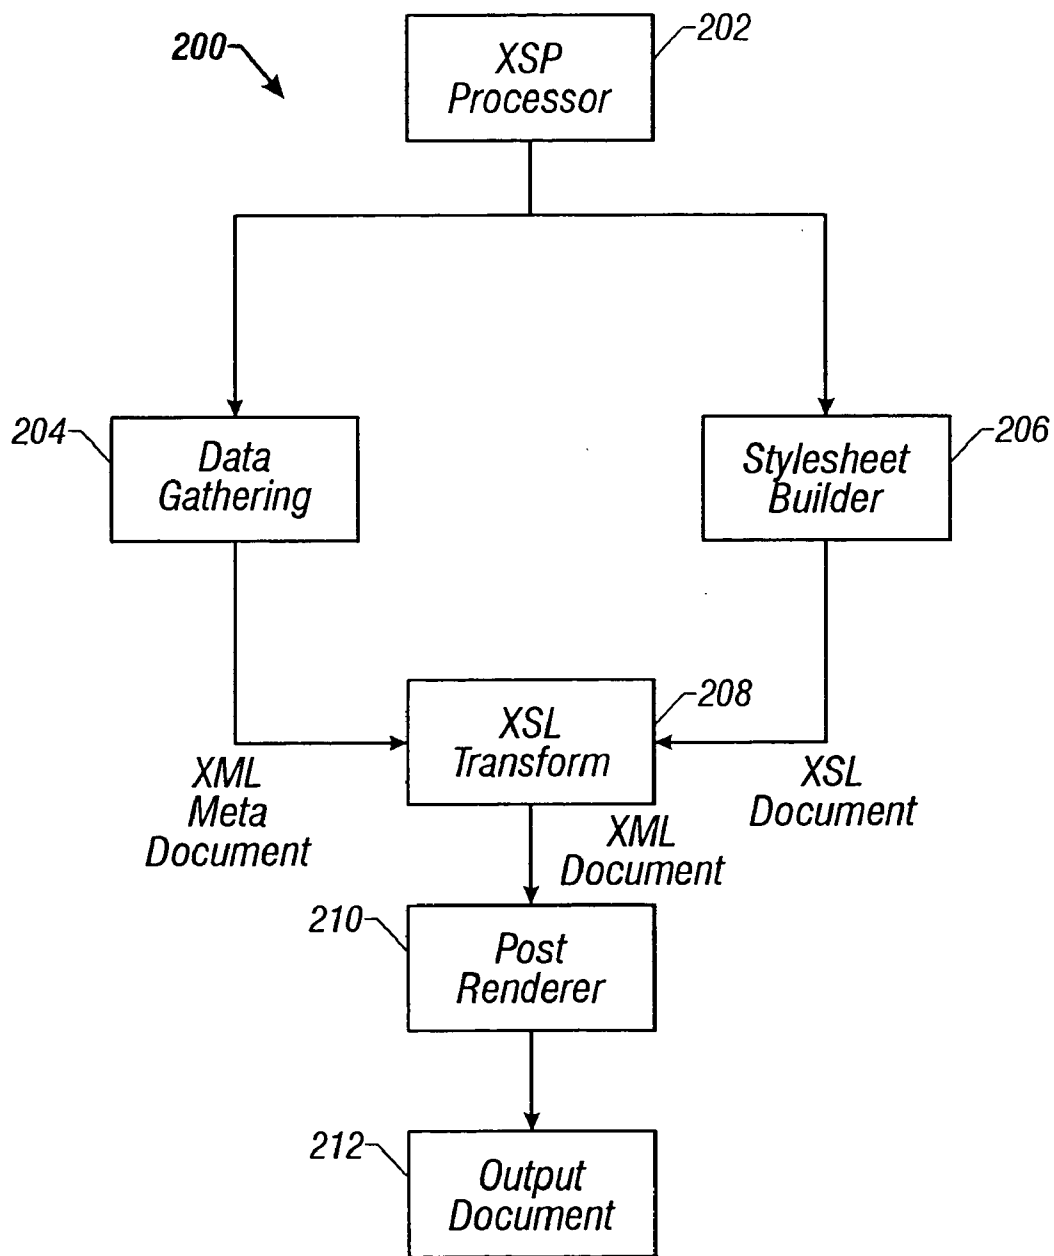 200
XSP
Processor
202
204
Data
Gathering
Stylesheet
Builder
206
XSL
Transform
208
XML
Meta
Document
XML
Document
XSL
Document
210
Post
Renderer
212
Output
Document